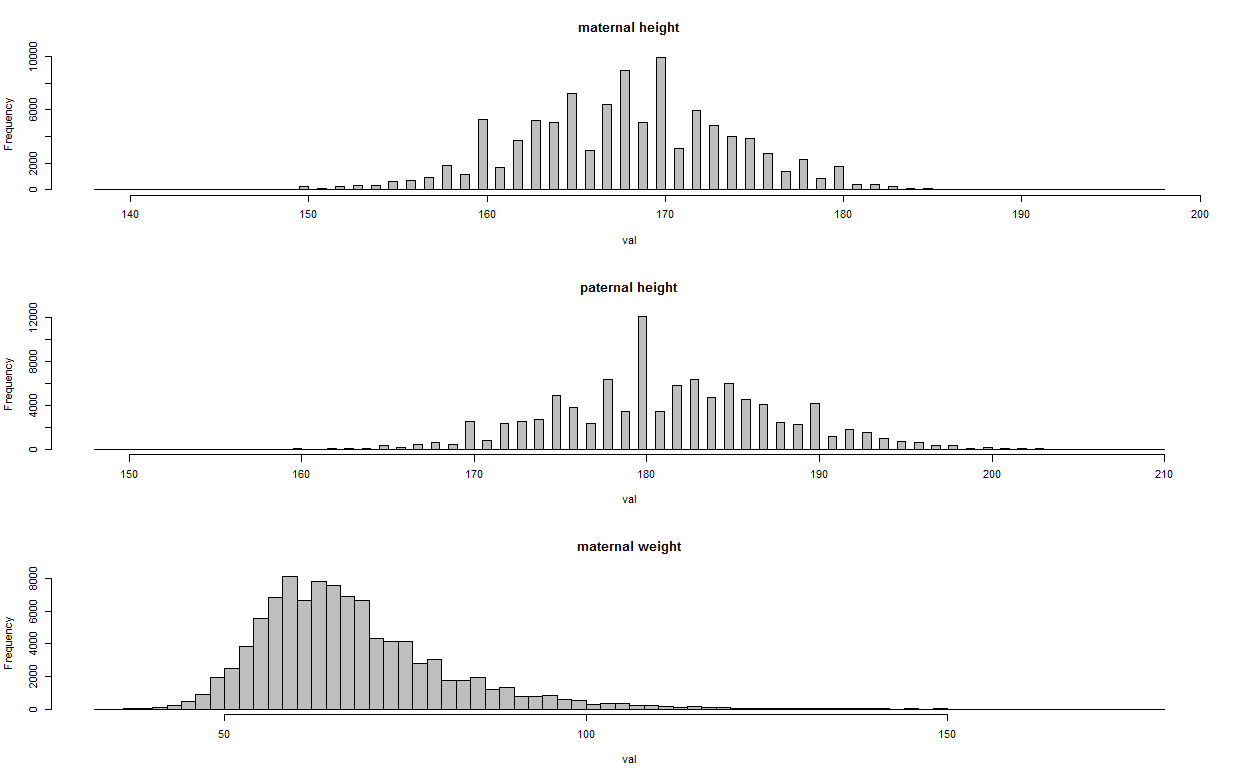 maternal height
Frequency
10000
6000
2000
0
140 150 160 170 180 190 200
val
paternal height
Frequency
12000
8000
4000
0
150 160 170 180 190 200 210
val
maternal weight
Frequency
8000
6000
4000
2000
0
50 100 150
val